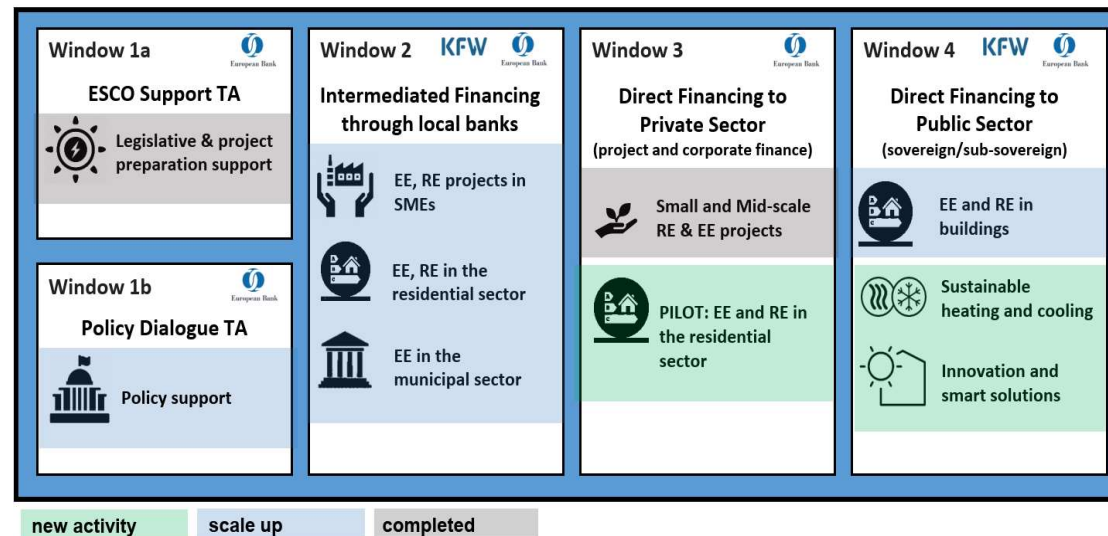 Window 1a
European Bank
ESCO Support TA
Legislative & project
preparation support
Window 1b
European Bank
Policy Dialogue TA
Policy support
Window 2
KFW
European Bank
Intermediated Financing
through local banks
EE, RE projects in
SMEs
EE, RE in the
residential sector
EE in the
municipal sector
Window 3
European Bank
Direct Financing to
Private Sector
(project and corporate finance)
Small and Mid-scale
RE & EE projects
PILOT: EE and RE in
the residential
sector
Window 4
KFW
European Bank
Direct Financing to
Public Sector
(sovereign/sub-sovereign)
EE and RE in
buildings
Sustainable
heating and cooling
Innovation and
smart solutions
new activity
scale up
completed